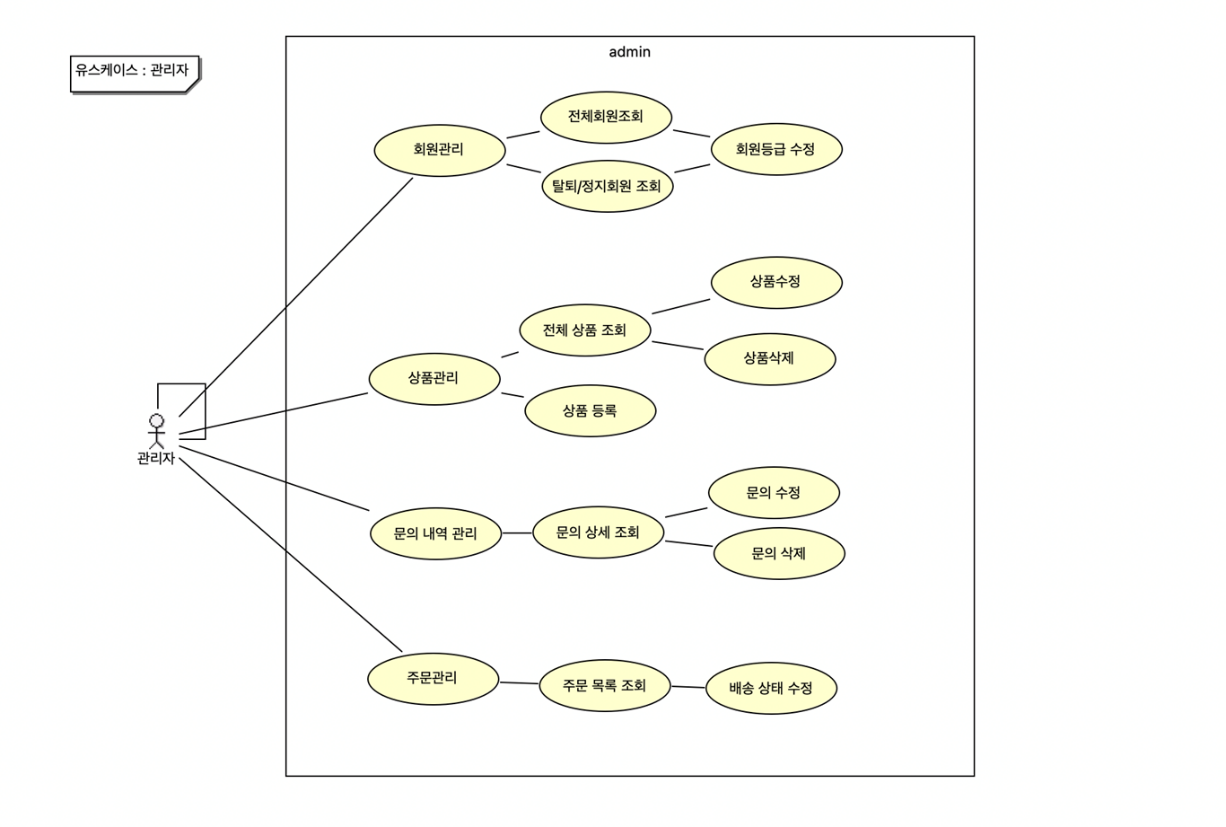 admin
유스케이스 : 관리자
전체회원조회
회원관리
회원등급 수정
탈퇴/정지회원 조회
상품수정
전체 상품 조회
상품삭제
상품관리
상품 등록
관리자
문의 수정
문의 내역 관리
문의 상세 조회
문의 삭제
주문관리
주문 목록 조회
배송 상태 수정